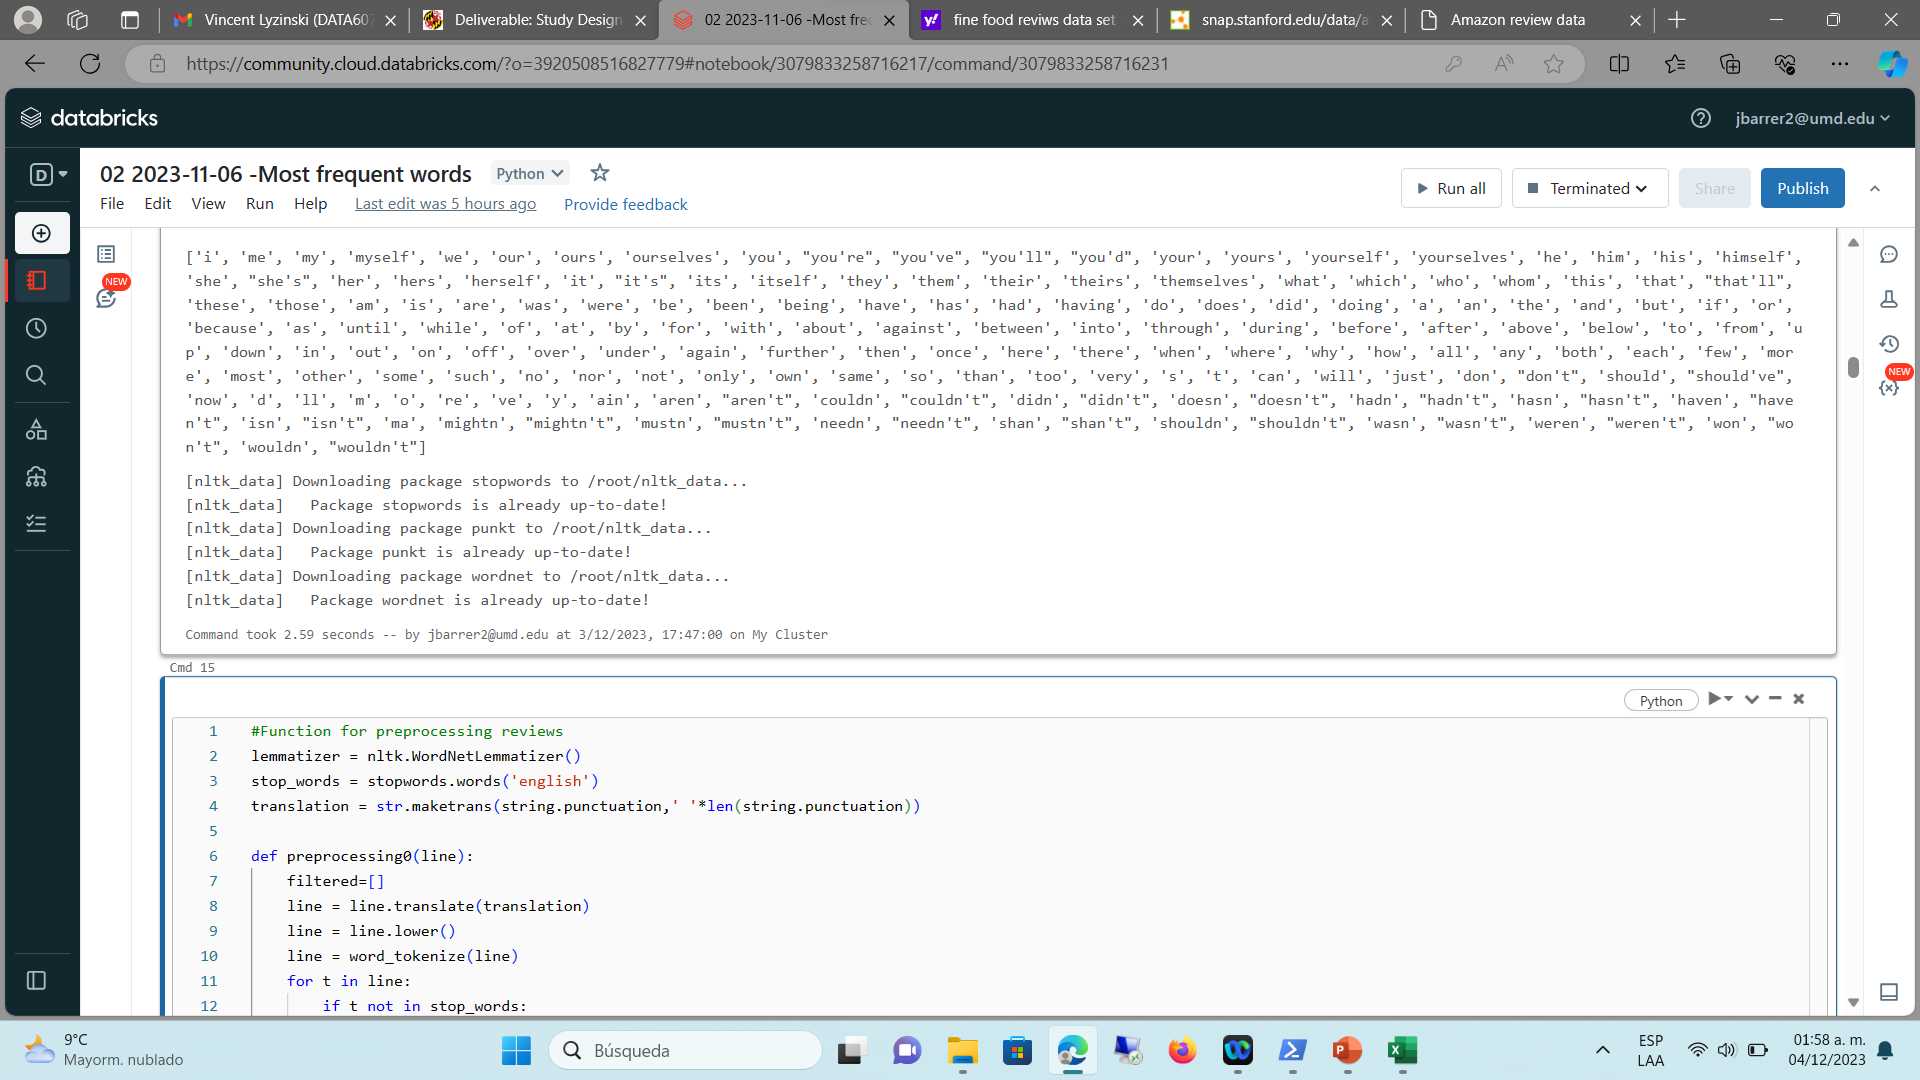 Vincent Lyzinski (DATA607
Deliverable: Study Design
02 2023-11-06 -Most fre
fine food reviws data set
snap.stanford.edu/data/a
Amazon review data
https://community.cloud.databricks.com/?o=3920508516827779#notebook/3079833258716217/command/3079833258716231
databricks
jbarrer2@umd.edu
D
02 2023-11-06 -Most frequent words
Python
Run all
Terminated
Share
Publish
File Edit View Run Help Last edit was 5 hours ago Provide feedback
NEW
NEW
['i', 'me', 'my', 'myself', 'we', 'our', 'ours', 'ourselves', 'you', "you're", "you've", "you'll", "you'd", 'your', 'yours', 'yourself', 'yourselves', 'he', 'him', 'his', 'himself',
'she', "she's", 'her', 'hers', 'herself', 'it', "it's", 'its', 'itself', 'they', 'them', 'their', 'theirs', 'themselves', 'what', 'which', 'who', 'whom', 'this', 'that', "that'll",
'these', 'those', 'am', 'is', 'are', 'was', 'were', 'be', 'been', 'being', 'have', 'has', 'had', 'having', 'do', 'does', 'did', 'doing', 'a', 'an', 'the', 'and', 'but', 'if', 'or',
'because', 'as', 'until', 'while', 'of', 'at', 'by', 'for', 'with', 'about', 'against', 'between', 'into', 'through', 'during', 'before', 'after', 'above', 'below', 'to', 'from', 'u
p', 'down', 'in', 'out', 'on', 'off', 'over', 'under', 'again', 'further', 'then', 'once', 'here', 'there', 'when', 'where', 'why', 'how', 'all', 'any', 'both', 'each', 'few', 'mor
e', 'most', 'other', 'some', 'such', 'no', 'nor', 'not', 'only', 'own', 'same', 'so', 'than', 'too', 'very', 's', 't', 'can', 'will', 'just', 'don', "don't", 'should', "should've",
'now', 'd', 'll', 'm', 'o', 're', 've', 'y', 'ain', 'aren', "aren't", 'couldn', "couldn't", 'didn', "didn't", 'doesn', "doesn't", 'hadn', "hadn't", 'hasn', "hasn't", 'haven', "have
n't", 'isn', "isn't", 'ma', 'mightn', "mightn't", 'mustn', "mustn't", 'needn', "needn't", 'shan', "shan't", 'shouldn', "shouldn't", 'wasn', "wasn't", 'weren', "weren't", 'won', "wo
n't", 'wouldn', "wouldn't"]
[nltk_data] Downloading package stopwords to /root/nltk_data...
[nltk_data]   Package stopwords is already up-to-date!
[nltk_data] Downloading package punkt to /root/nltk_data...
[nltk_data]   Package punkt is already up-to-date!
[nltk_data] Downloading package wordnet to /root/nltk_data...
[nltk_data]   Package wordnet is already up-to-date!
Command took 2.59 seconds -- by jbarrer2@umd.edu at 3/12/2023, 17:47:00 on My Cluster
Cmd 15
Python
1 #Function for preprocessing reviews
2 lemmatizer = nltk.WordNetLemmatizer()
3 stop_words = stopwords.words('english')
4 translation = str.maketrans(string.punctuation,' '*len(string.punctuation))
5
6 def preprocessing0(line):
7     filtered=[]
8     line = line.translate(translation)
9     line = line.lower()
10     line = word_tokenize(line)
11     for t in line:
12         if t not in stop_words:
9°C
Mayorm. nublado
Búsqueda
ESP
LAA
01:58 a. m.
04/12/2023